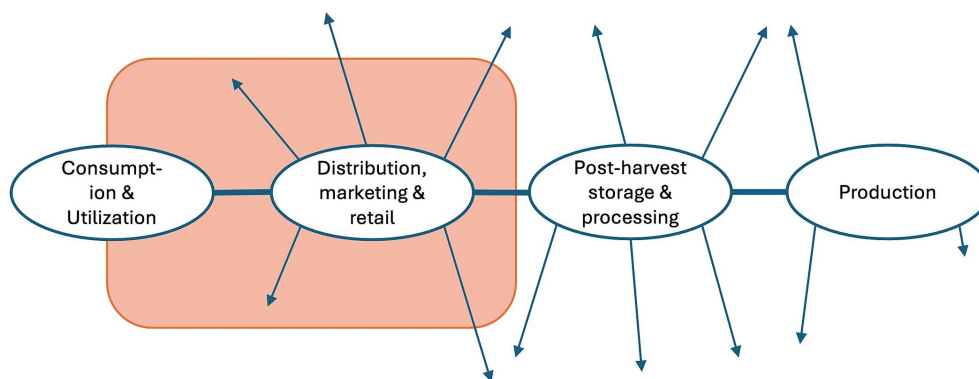 Consumpt-
ion &
Utilization
Distribution,
marketing &
retail
Post-harvest
storage &
processing
Production